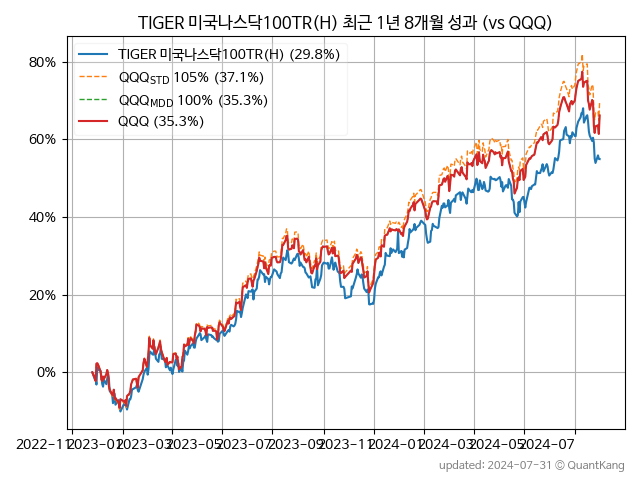 TIGER 미국나스닥100TR(H) 최근 1년 8개월 성과 (vs QQQ)
TIGER 미국나스닥100TR(H) (29.8%)
QQQSTD 105% (37.1%)
QQQMDD 100% (35.3%)
QQQ (35.3%)
80%
60%
40%
20%
0%
2022-11 2023-01 2023-03 2023-05 2023-07 2023-09 2023-11 2024-01 2024-03 2024-05 2024-07
updated: 2024-07-31 © QuantKang